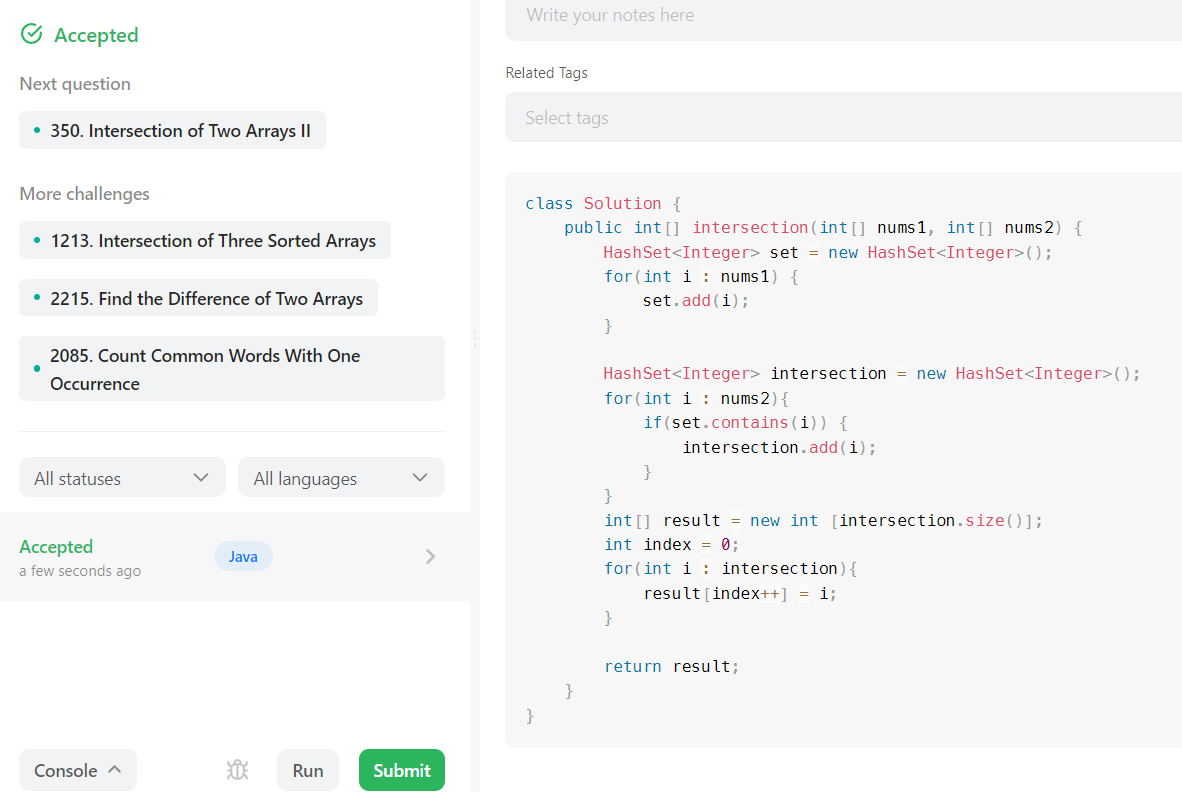 Accepted
Next question
350. Intersection of Two Arrays II
More challenges
1213. Intersection of Three Sorted Arrays
2215. Find the Difference of Two Arrays
2085. Count Common Words With One
Occurrence
All statuses
All languages
Accepted
a few seconds ago
Java
Console
Run
Submit
Write your notes here
Related Tags
Select tags
class Solution {
    public int[] intersection(int[] nums1, int[] nums2) {
        HashSet<Integer> set = new HashSet<Integer>();
        for(int i : nums1) {
            set.add(i);
        }

        HashSet<Integer> intersection = new HashSet<Integer>();
        for(int i : nums2){
            if(set.contains(i)) {
                intersection.add(i);
            }
        }
        int[] result = new int [intersection.size()];
        int index = 0;
        for(int i : intersection){
            result[index++] = i;
        }

        return result;
    }
}